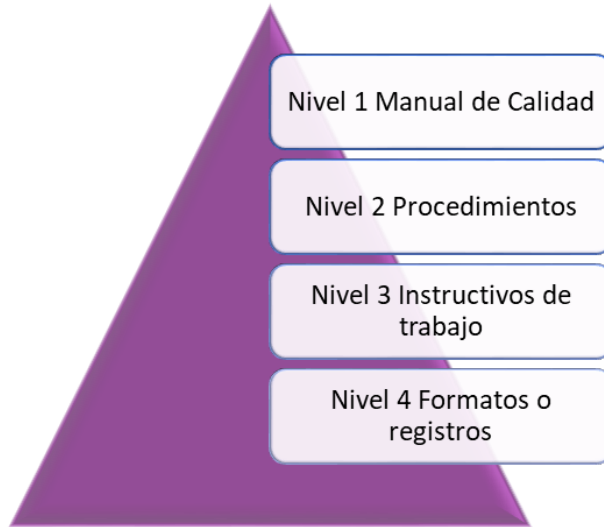 Nivel 1 Manual de Calidad
Nivel 2 Procedimientos
Nivel 3 Instructivos de
trabajo
Nivel 4 Formatos o
registros